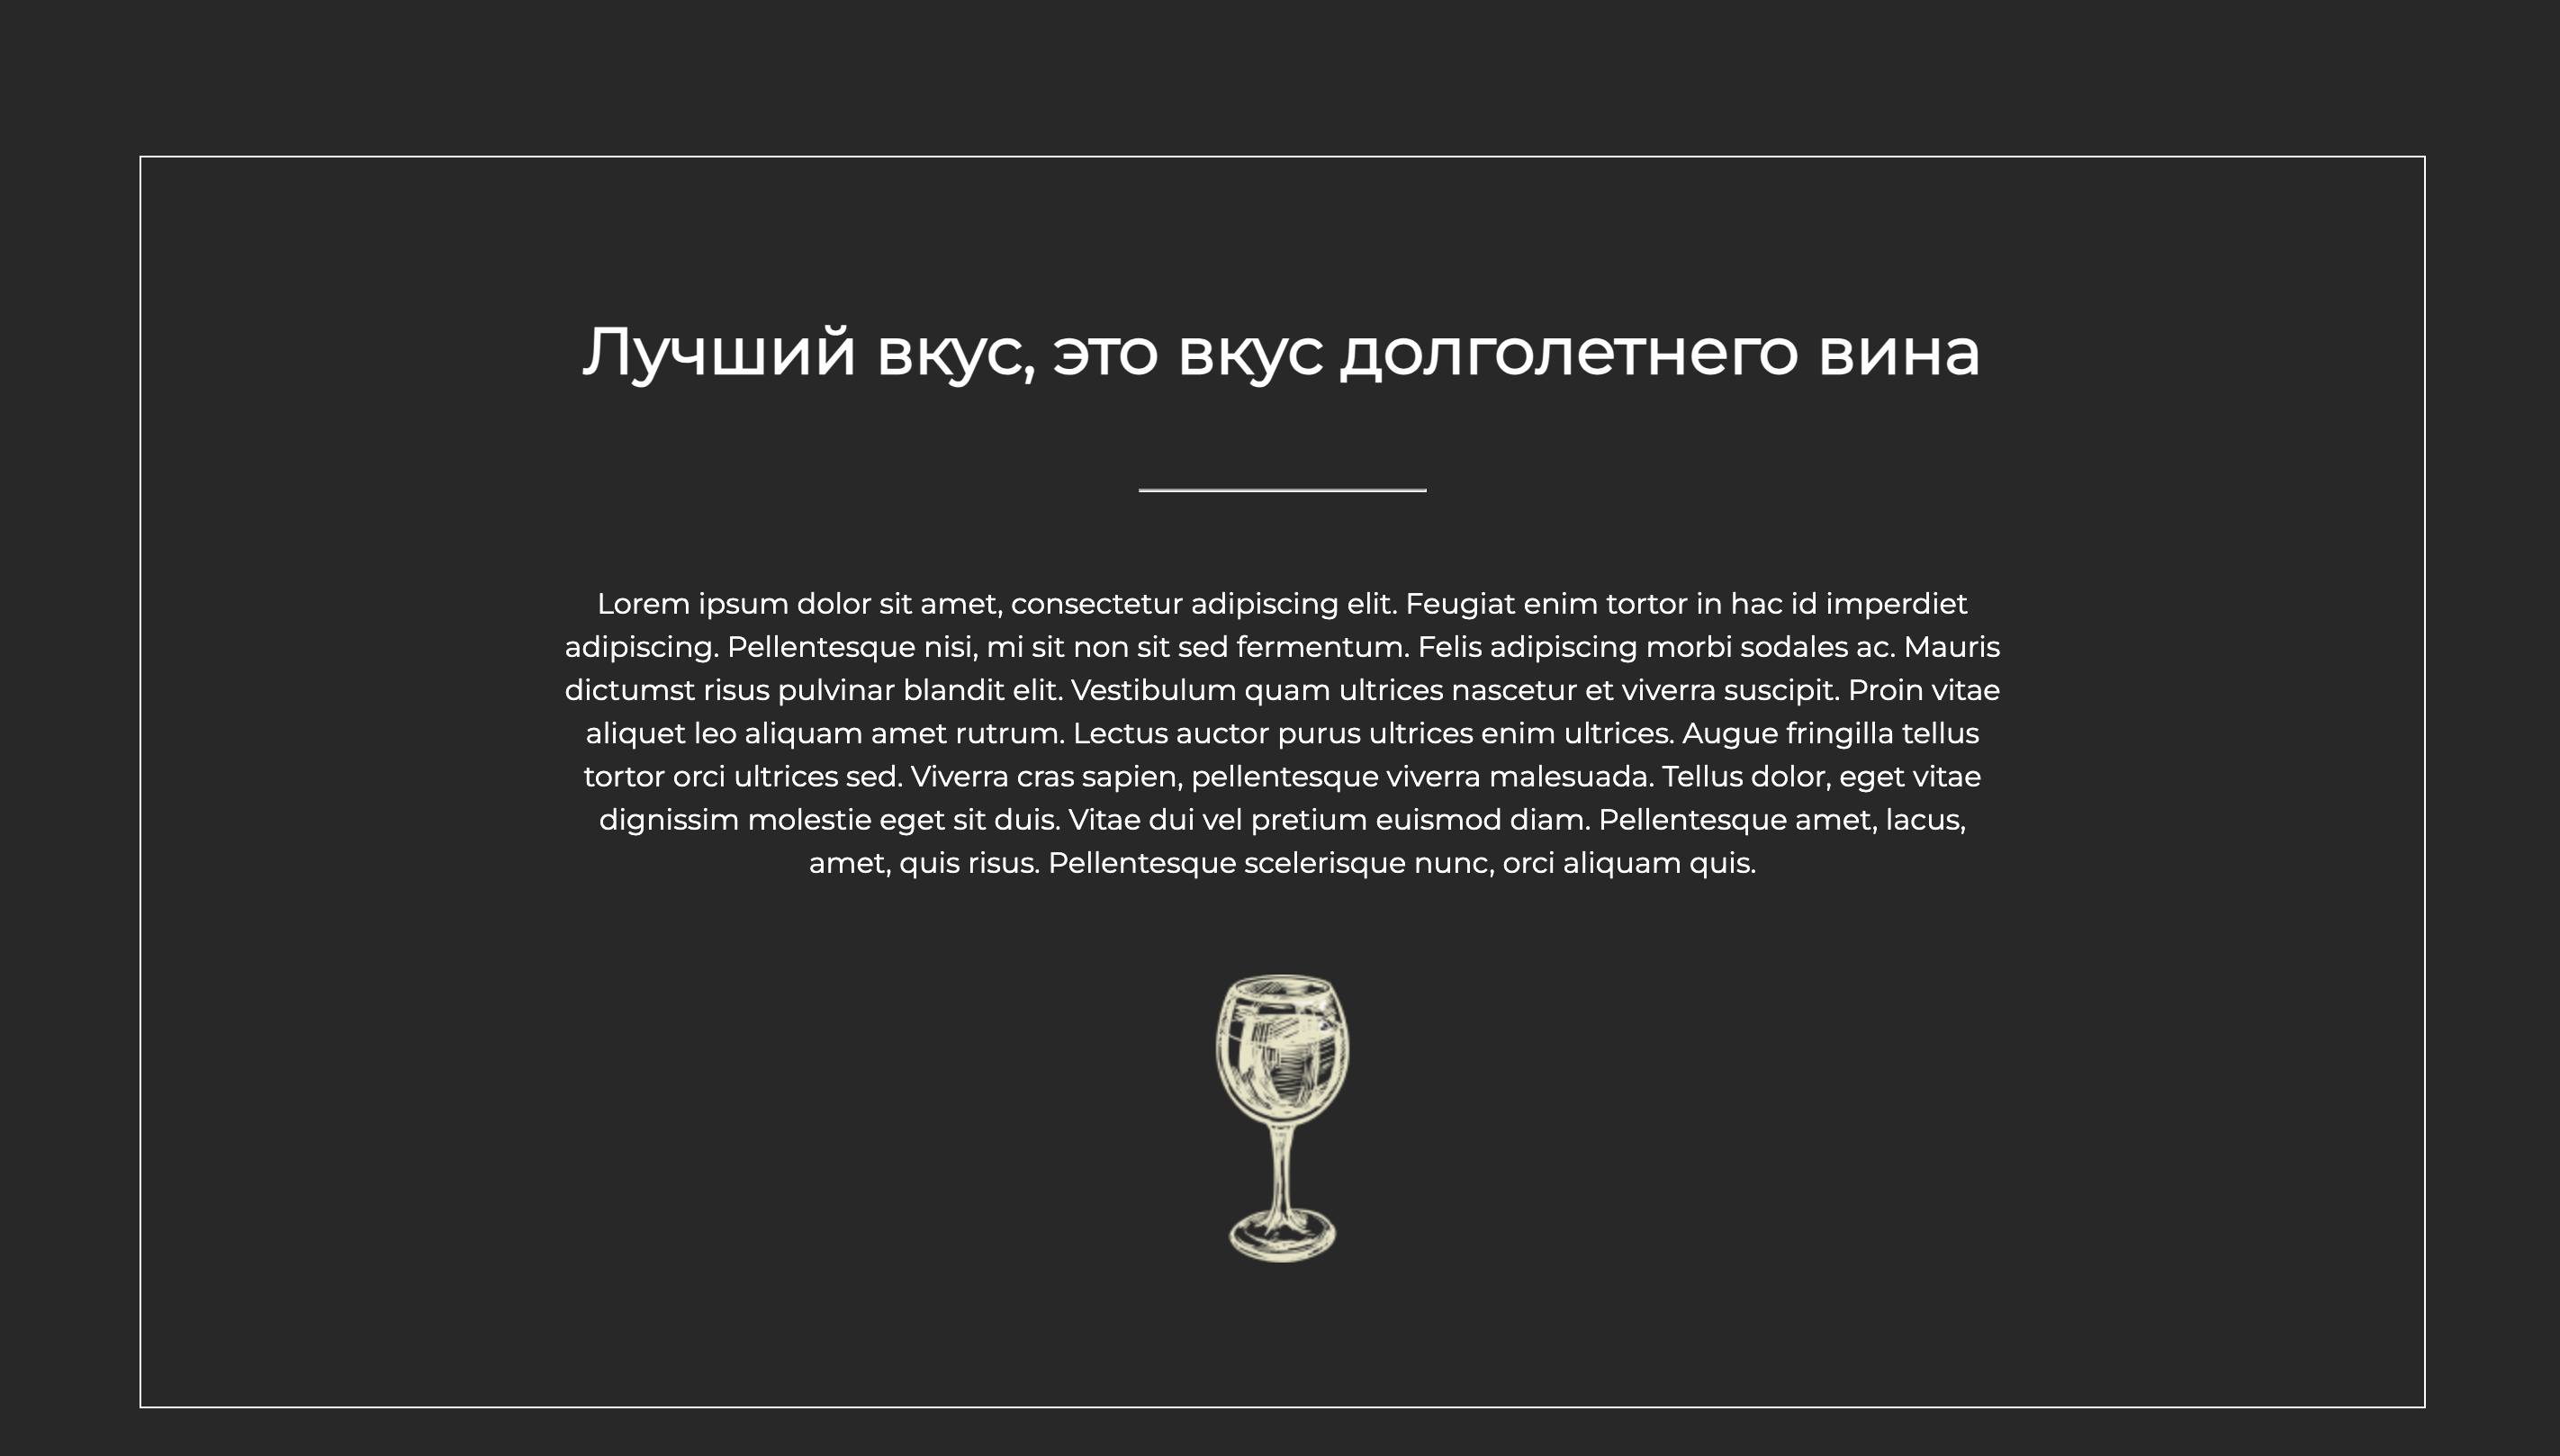 Лучший вкус, это вкус долголетнего вина
Lorem ipsum dolor sit amet, consectetur adipiscing elit. Feugiat enim tortor in hac id imperdiet
adipiscing. Pellentesque nisi, mi sit non sit sed fermentum. Felis adipiscing morbi sodales ac. Mauris
dictumst risus pulvinar blandit elit. Vestibulum quam ultrices nascetur et viverra suscipit. Proin vitae
aliquet leo aliquam amet rutrum. Lectus auctor purus ultrices enim ultrices. Augue fringilla tellus
tortor orci ultrices sed. Viverra cras sapien, pellentesque viverra malesuada. Tellus dolor, eget vitae
dignissim molestie eget sit duis. Vitae dui vel pretium euismod diam. Pellentesque amet, lacus,
amet, quis risus. Pellentesque scelerisque nunc, orci aliquam quis.